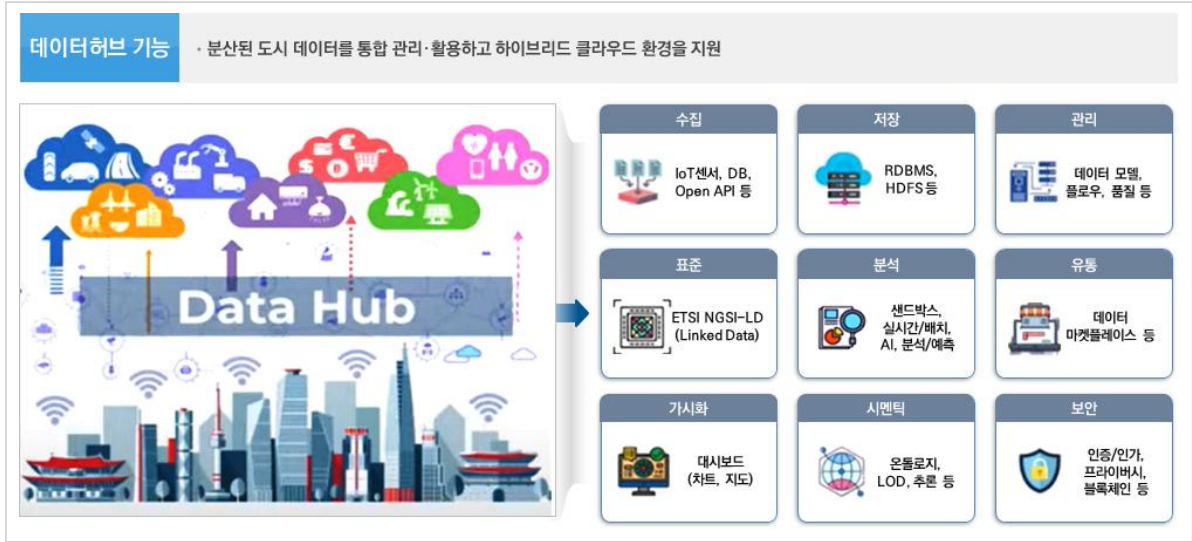 데이터허브 기능
· 분산된 도시 데이터를 통합 관리·활용하고 하이브리드 클라우드 환경을 지원
Data Hub
수집
IoT센서, DB,
Open API 등
저장
RDBMS,
HDFS 등
관리
데이터 모델,
플로우, 품질 등
표준
ETSI NGSI-LD
(Linked Data)
분석
샌드박스,
실시간/배치,
AI, 분석/예측
유통
데이터
마켓플레이스 등
가시화
대시보드
(차트, 지도)
시멘틱
온톨로지,
LOD, 추론 등
보안
인증/인가,
프라이버시,
블록체인 등